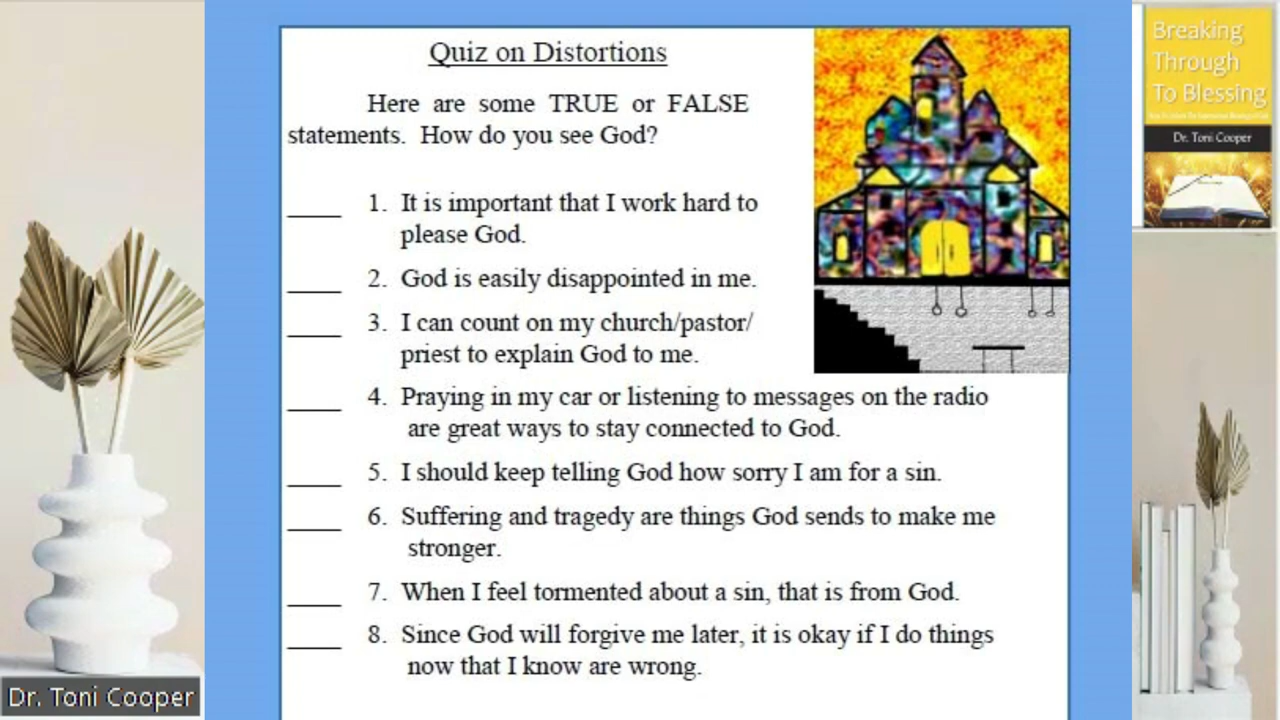 Quiz on Distortions
Here are some TRUE or FALSE
statements. How do you see God?
____ 1. It is important that I work hard to
please God.
____ 2. God is easily disappointed in me.
____ 3. I can count on my church/pastor/
priest to explain God to me.
____ 4. Praying in my car or listening to messages on the radio
are great ways to stay connected to God.
____ 5. I should keep telling God how sorry I am for a sin.
____ 6. Suffering and tragedy are things God sends to make me
stronger.
____ 7. When I feel tormented about a sin, that is from God.
____ 8. Since God will forgive me later, it is okay if I do things
now that I know are wrong.
Breaking
Through
To Blessing
Dr. Toni Cooper
Dr. Toni Cooper